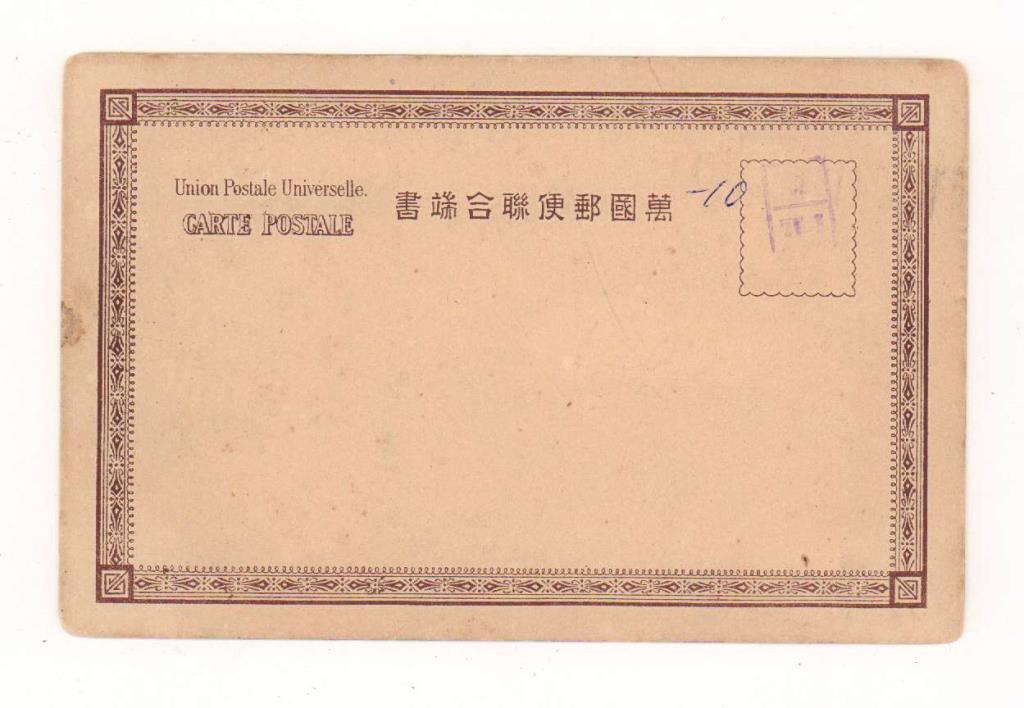 Union Postale Universelle.
CARTE POSTALE
萬國郵便聯合端書
-10